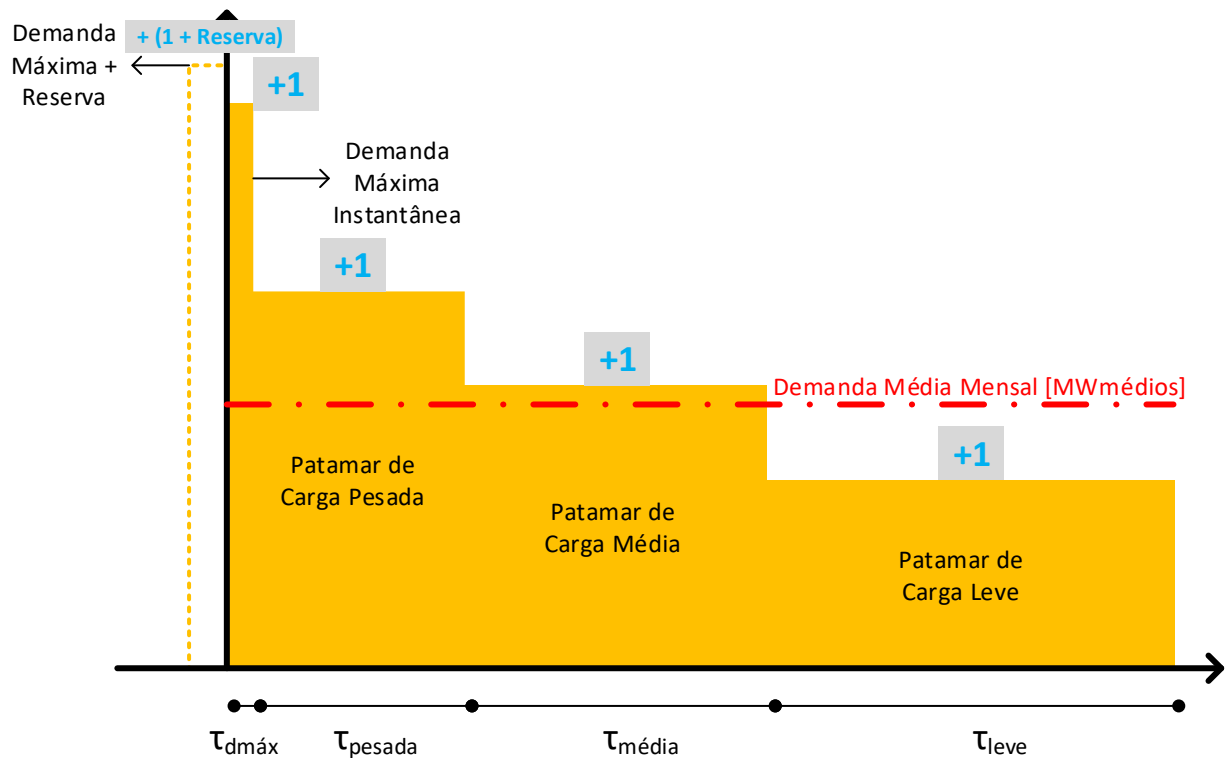 Demanda
Máxima +
Reserva
+ (1 + Reserva)
+1
Demanda
Máxima
Instantânea
+1
+1
Demanda Média Mensal [MWmédios]
+1
Patamar de
Carga Pesada
Patamar de
Carga Média
Patamar de
Carga Leve
τdmáx
τpesada
τmédia
τleve